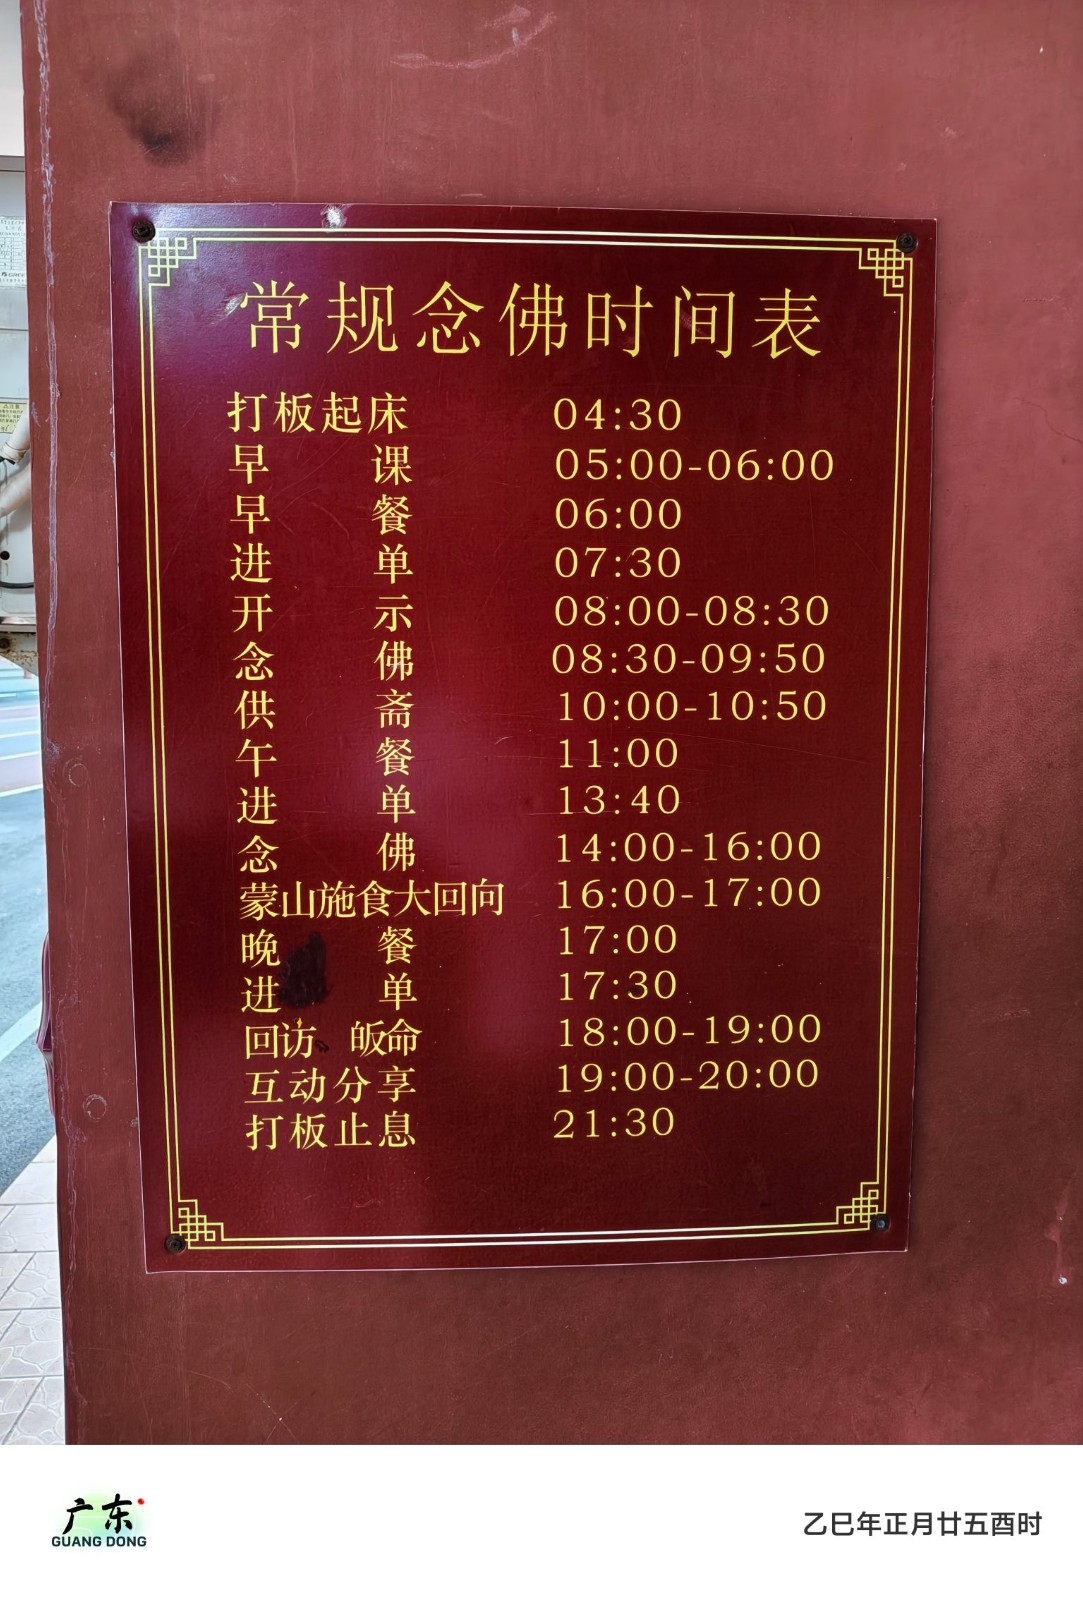 常规念佛时间表
打板起床 04:30
早课 05:00-06:00
早餐 06:00
进单 07:30
开示 08:00-08:30
念佛 08:30-09:50
供斋 10:00-10:50
午餐 11:00
进单 13:40
念佛 14:00-16:00
蒙山施食大回向 16:00-17:00
晚餐 17:00
进单 17:30
回访 皈命 18:00-19:00
互动分享 19:00-20:00
打板止息 21:30
广东
GUANG DONG
乙巳年正月廿五酉时